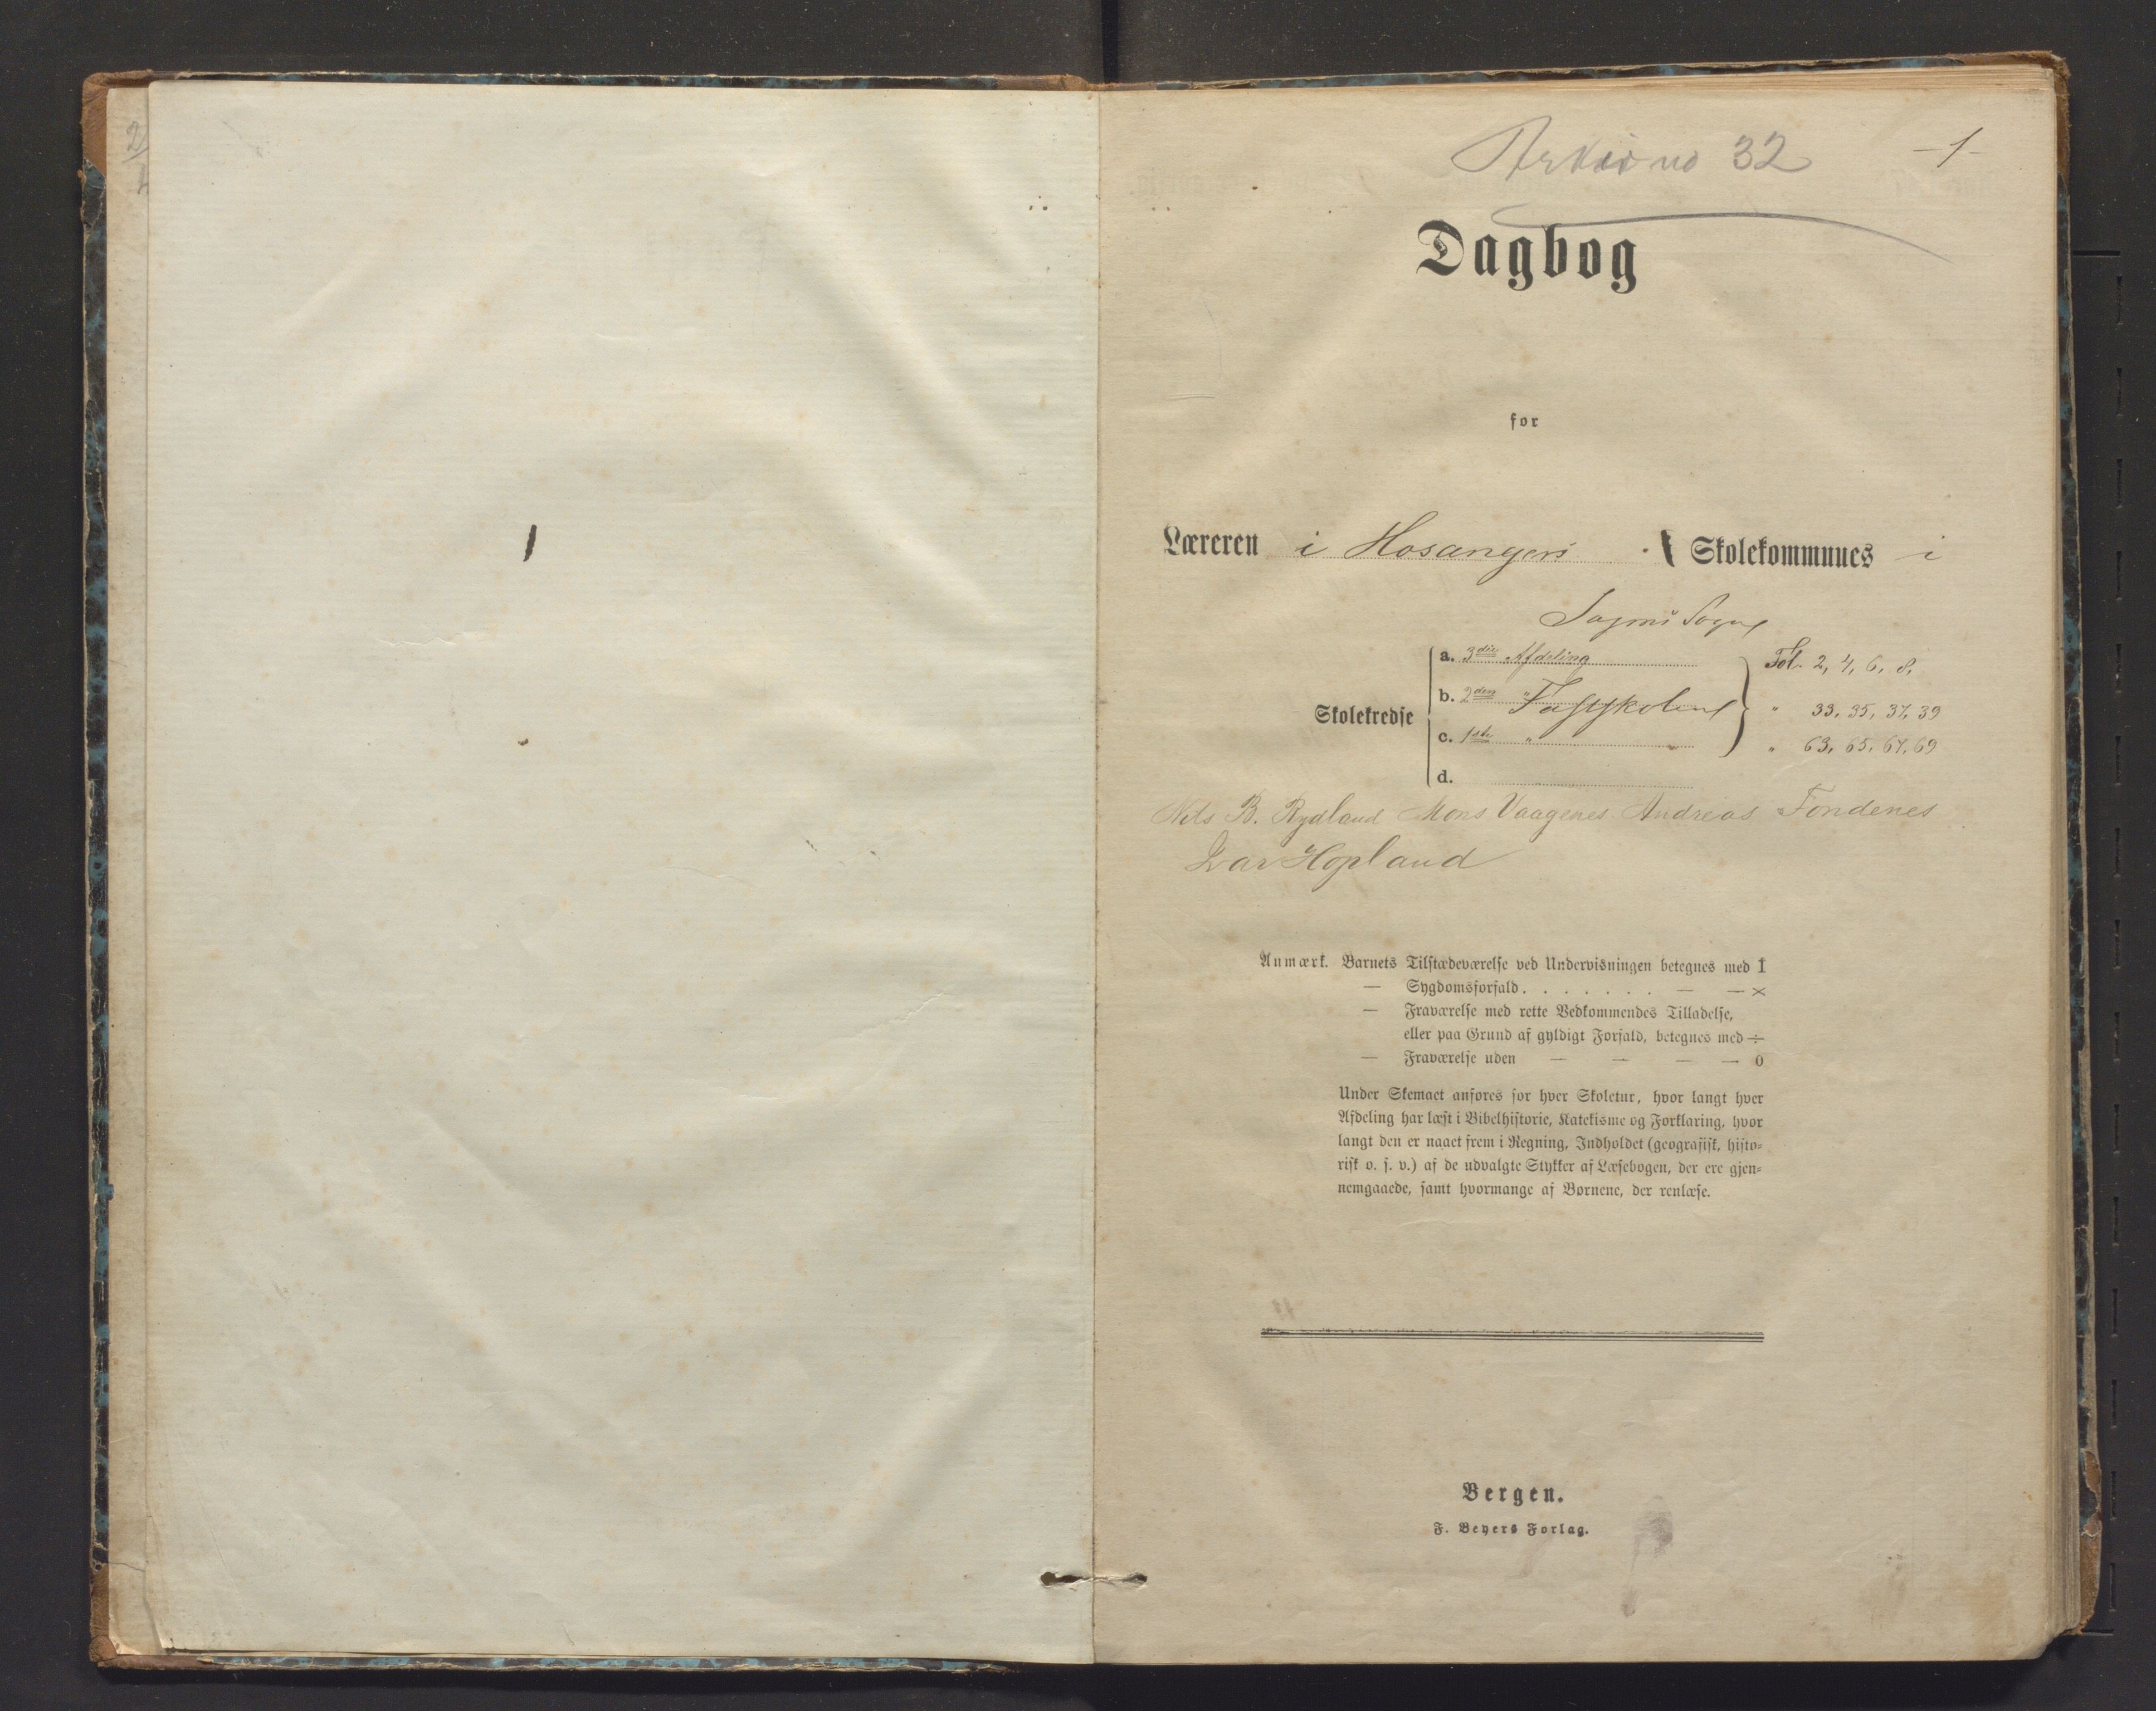 Arkiv no 32
-1-
Dagbog
for
Læreren i Hosangers Skolekommunes i
Sogns Sogn
a. 3die Afdeling Fol. 2, 4, 6, 8,
Skolekredse b. 2den " Fastskolen " 33, 35, 37, 39
c. 1ste " " 63, 65, 67, 69
d.
Nils B. Rydland Mons Vaagenes Andreas Fondenes
Lar Hopland
Anmærk. Barnets Tilstædeværelse ved Undervisningen betegnes med 1
— Sygdomsforfald. . . . . . . — — ×
— Fraværelse med rette Vedkommendes Tilladelse,
eller paa Grund af gyldigt Forfald, betegnes med ÷
— Fraværelse uden — — — — 0
Under Skemaet anføres for hver Skoletur, hvor langt hver
Afdeling har læst i Bibelhistorie, Katekisme og Forklaring, hvor
langt den er naaet frem i Regning, Indholdet (geografisk, histo-
risk o. s. v.) af de udvalgte Stykker af Læsebogen, der ere gjen-
nemgaaede, samt hvormange af Børnene, der renlæse.
Bergen.
F. Beyers Forlag.